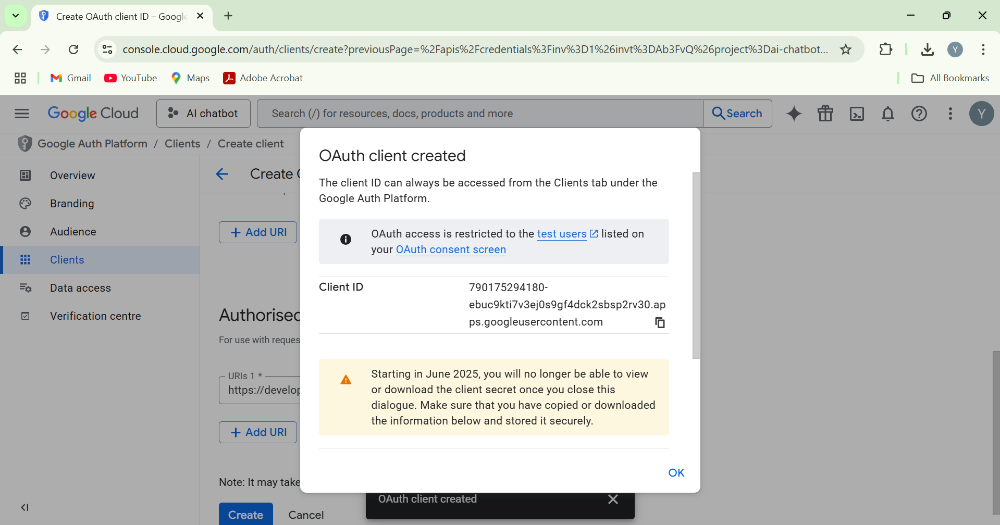 Create OAuth client ID – Google
console.cloud.google.com/auth/clients/create?previousPage=%2Fapis%2Fcredentials%3Finv%3D1%26invt%3DAb3FvQ%26project%3Dai-chatbot...
Y
Gmail
YouTube
Maps
Adobe Acrobat
All Bookmarks
Google Cloud
AI chatbot
Search (/) for resources, docs, products and more
Search
Y
Google Auth Platform / Clients / Create client
Overview
Branding
Audience
Clients
Data access
Verification centre
Create
Add URI
Authorised
For use with reques
URIs 1 *
https://develop
Add URI
Note: It may take
Create
Cancel
OAuth client created
The client ID can always be accessed from the Clients tab under the
Google Auth Platform.
OAuth access is restricted to the test users listed on
your OAuth consent screen
Client ID
790175294180-
ebuc9kti7v3ej0s9gf4dck2sbsp2rv30.ap
ps.googleusercontent.com
Starting in June 2025, you will no longer be able to view
or download the client secret once you close this
dialogue. Make sure that you have copied or downloaded
the information below and stored it securely.
OK
OAuth client created